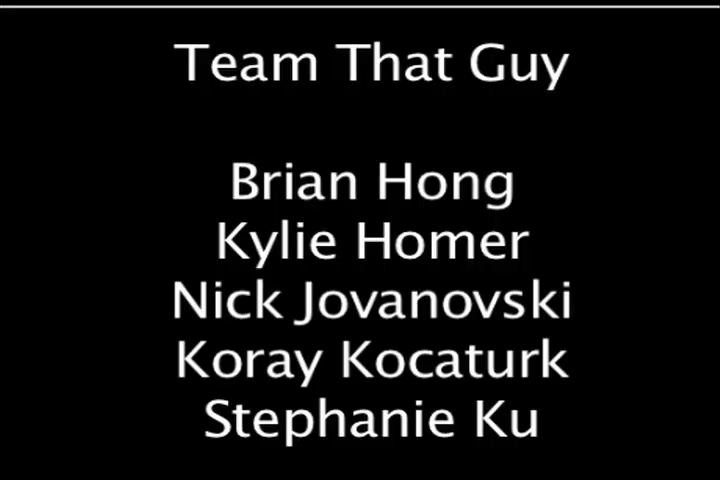 Team That Guy
Brian Hong
Kylie Homer
Nick Jovanovski
Koray Kocaturk
Stephanie Ku